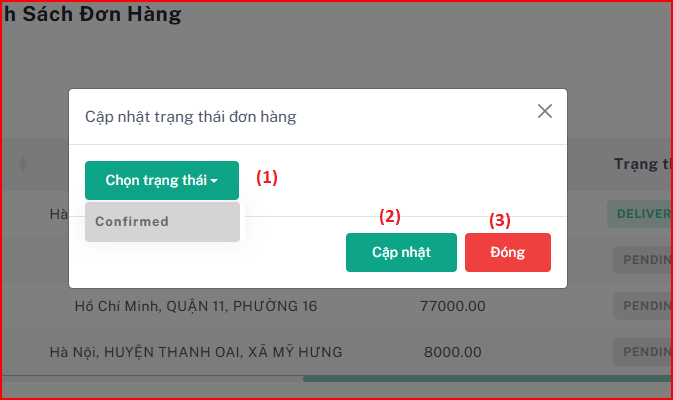 h Sách Đơn Hàng
Cập nhật trạng thái đơn hàng
Trạng th
Chọn trạng thái
(1)
Hà
Confirmed
DELIVER
(2)
(3)
Cập nhật
Đóng
PENDIN
Hồ Chí Minh, QUẬN 11, PHƯỜNG 16
77000.00
PENDIN
Hà Nội, HUYỆN THANH OAI, XÃ MỸ HƯNG
8000.00
PENDIN